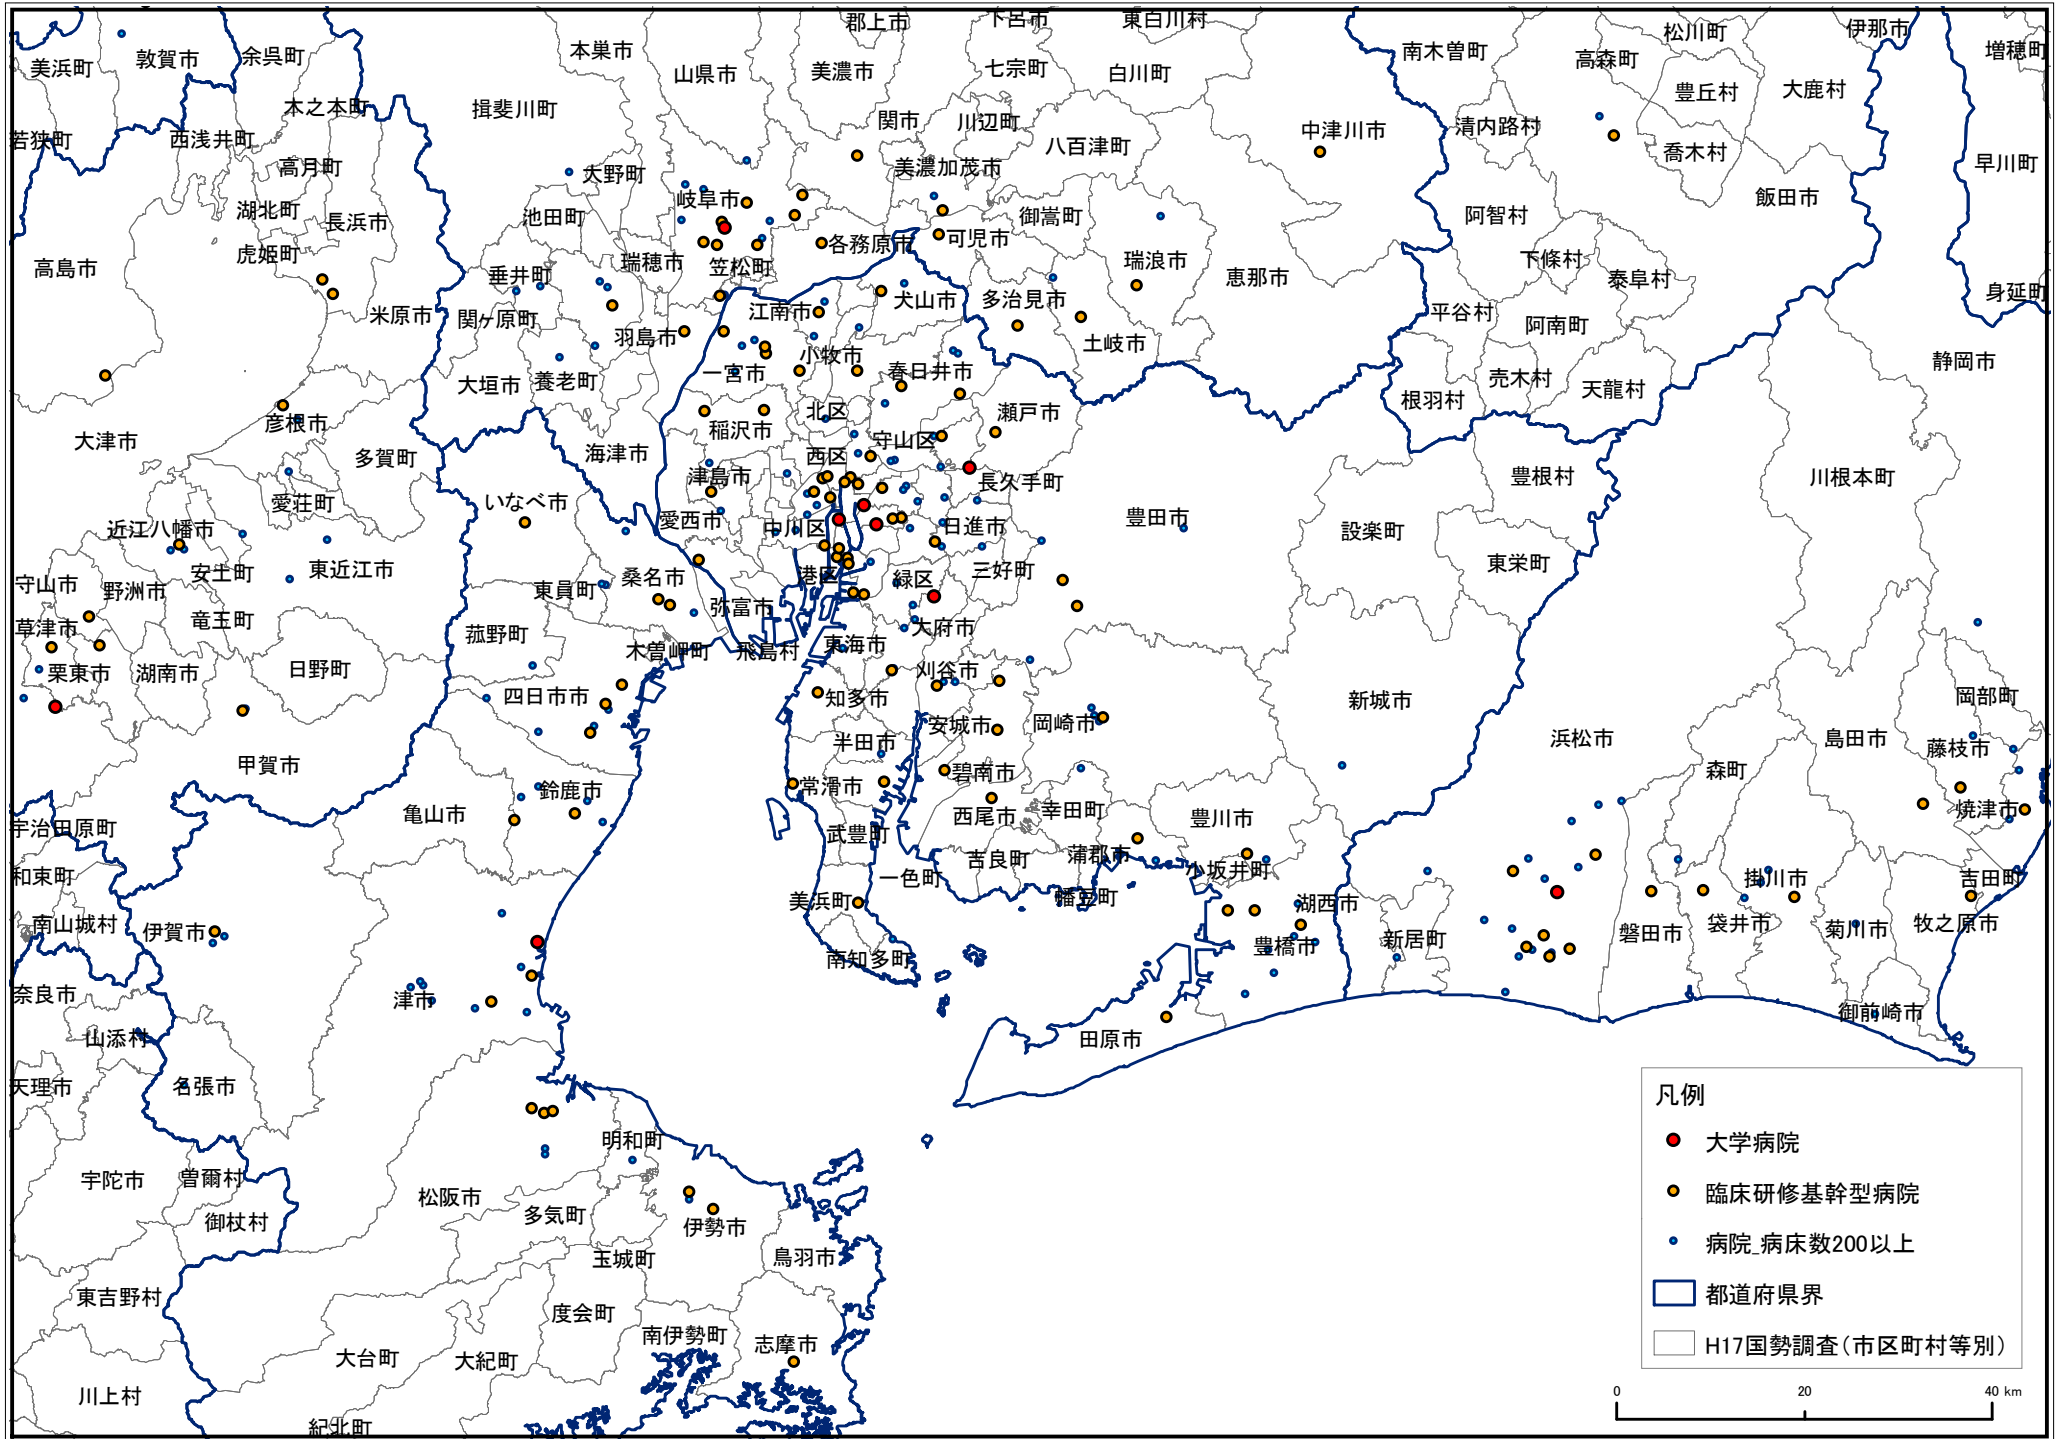 郡上市
下呂市
東白川村
松川町
伊那市
美浜町
敦賀市
余呉町
本巣市
山県市
美濃市
七宗町
白川町
南木曽町
高森町
増穂町
豊丘村
大鹿村
木之本町
揖斐川町
関市
川辺町
清内路村
中津川市
若狭町
西浅井町
八百津町
喬木村
早川町
高月町
大野町
美濃加茂市
飯田市
湖北町
長浜市
池田町
岐阜市
御嵩町
阿智村
虎姫町
各務原市
可児市
高島市
瑞穂市
笠松町
瑞浪市
恵那市
下條村
泰阜村
垂井町
身延町
米原市
関ヶ原町
江南市
犬山市
多治見市
平谷村
阿南町
羽島市
土岐市
小牧市
静岡市
大垣市
養老町
一宮市
春日井市
売木村
天龍村
根羽村
彦根市
北区
瀬戸市
大津市
稲沢市
守山区
多賀町
海津市
西区
津島市
長久手町
豊根村
川根本町
愛荘町
いなべ市
愛西市
中川区
日進市
豊田市
設楽町
近江八幡市
安土町
東近江市
東栄町
守山市
野洲市
東員町
桑名市
港区
緑区
三好町
弥富市
竜王町
草津市
菰野町
大府市
木曽岬町
飛島村
東海市
栗東市
湖南市
日野町
刈谷市
四日市市
知多市
新城市
岡部町
安城市
岡崎市
半田市
浜松市
島田市
藤枝市
甲賀市
碧南市
森町
鈴鹿市
常滑市
亀山市
西尾市
幸田町
豊川市
焼津市
宇治田原町
武豊町
吉良町
蒲郡市
小坂井町
和束町
一色町
掛川市
吉田町
幡豆町
美浜町
湖西市
南山城村
伊賀市
新居町
磐田市
袋井市
菊川市
牧之原市
豊橋市
南知多町
奈良市
津市
御前崎市
山添村
田原市
天理市
名張市
凡例
明和町
大学病院
宇陀市
曽爾村
松阪市
臨床研修基幹型病院
御杖村
多気町
伊勢市
病院_病床数200以上
玉城町
鳥羽市
東吉野村
都道府県界
度会町
南伊勢町
志摩市
H17国勢調査(市区町村等別)
大台町
大紀町
川上村
0 20 40 km
紀北町